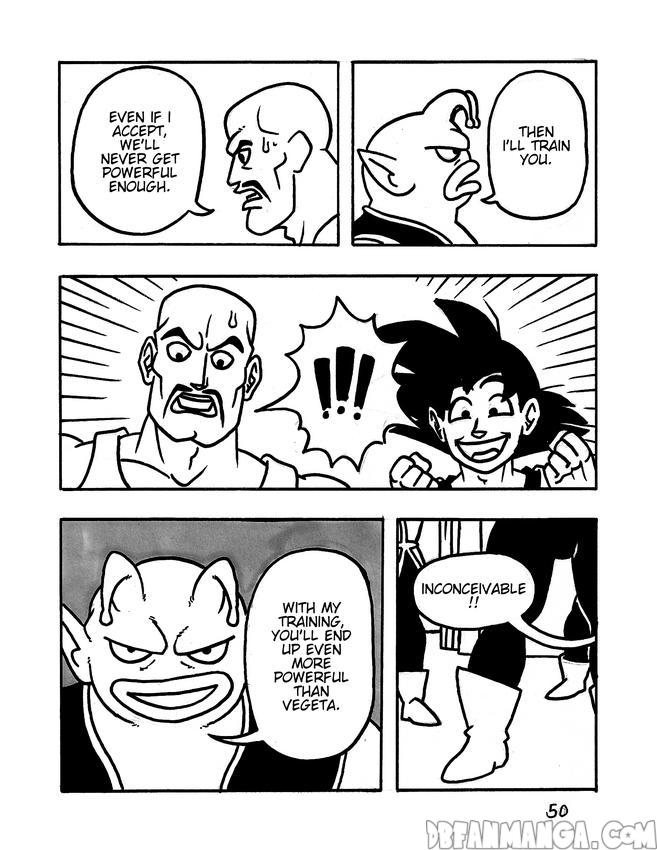 EVEN IF I
ACCEPT,
WE'LL
NEVER GET
POWERFUL
ENOUGH.
THEN
I'LL TRAIN
YOU.
!!!
WITH MY
TRAINING,
YOU'LL END
UP EVEN
MORE
POWERFUL
THAN
VEGETA.
INCONCEIVABLE
!!
50
DBFANMANGA.COM